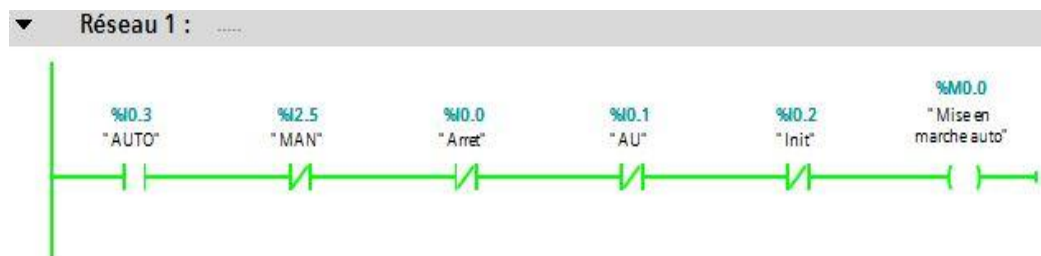 Réseau 1 : .....
%I0.3
"AUTO"
%I2.5
"MAN"
%I0.0
"Arret"
%I0.1
"AU"
%I0.2
"Init"
%M0.0
"Mise en
marche auto"